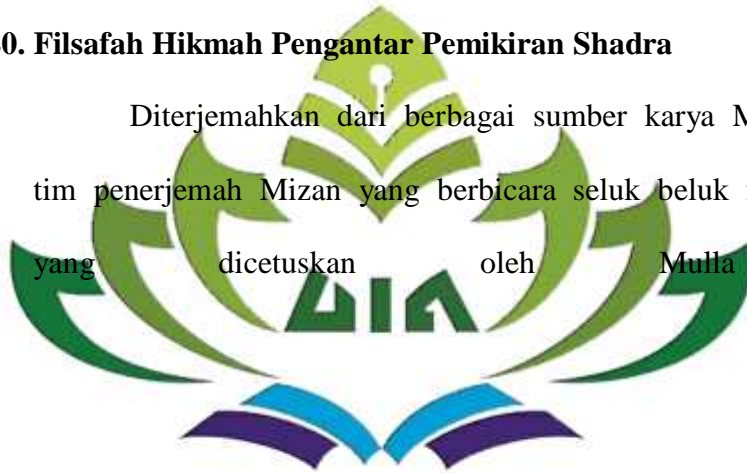 0. Filsafah Hikmah Pengantar Pemikiran Shadra
Diterjemahkan dari berbagai sumber karya M
tim penerjemah Mizan yang berbicara seluk beluk
yang dicetuskan oleh Mulla
UIN